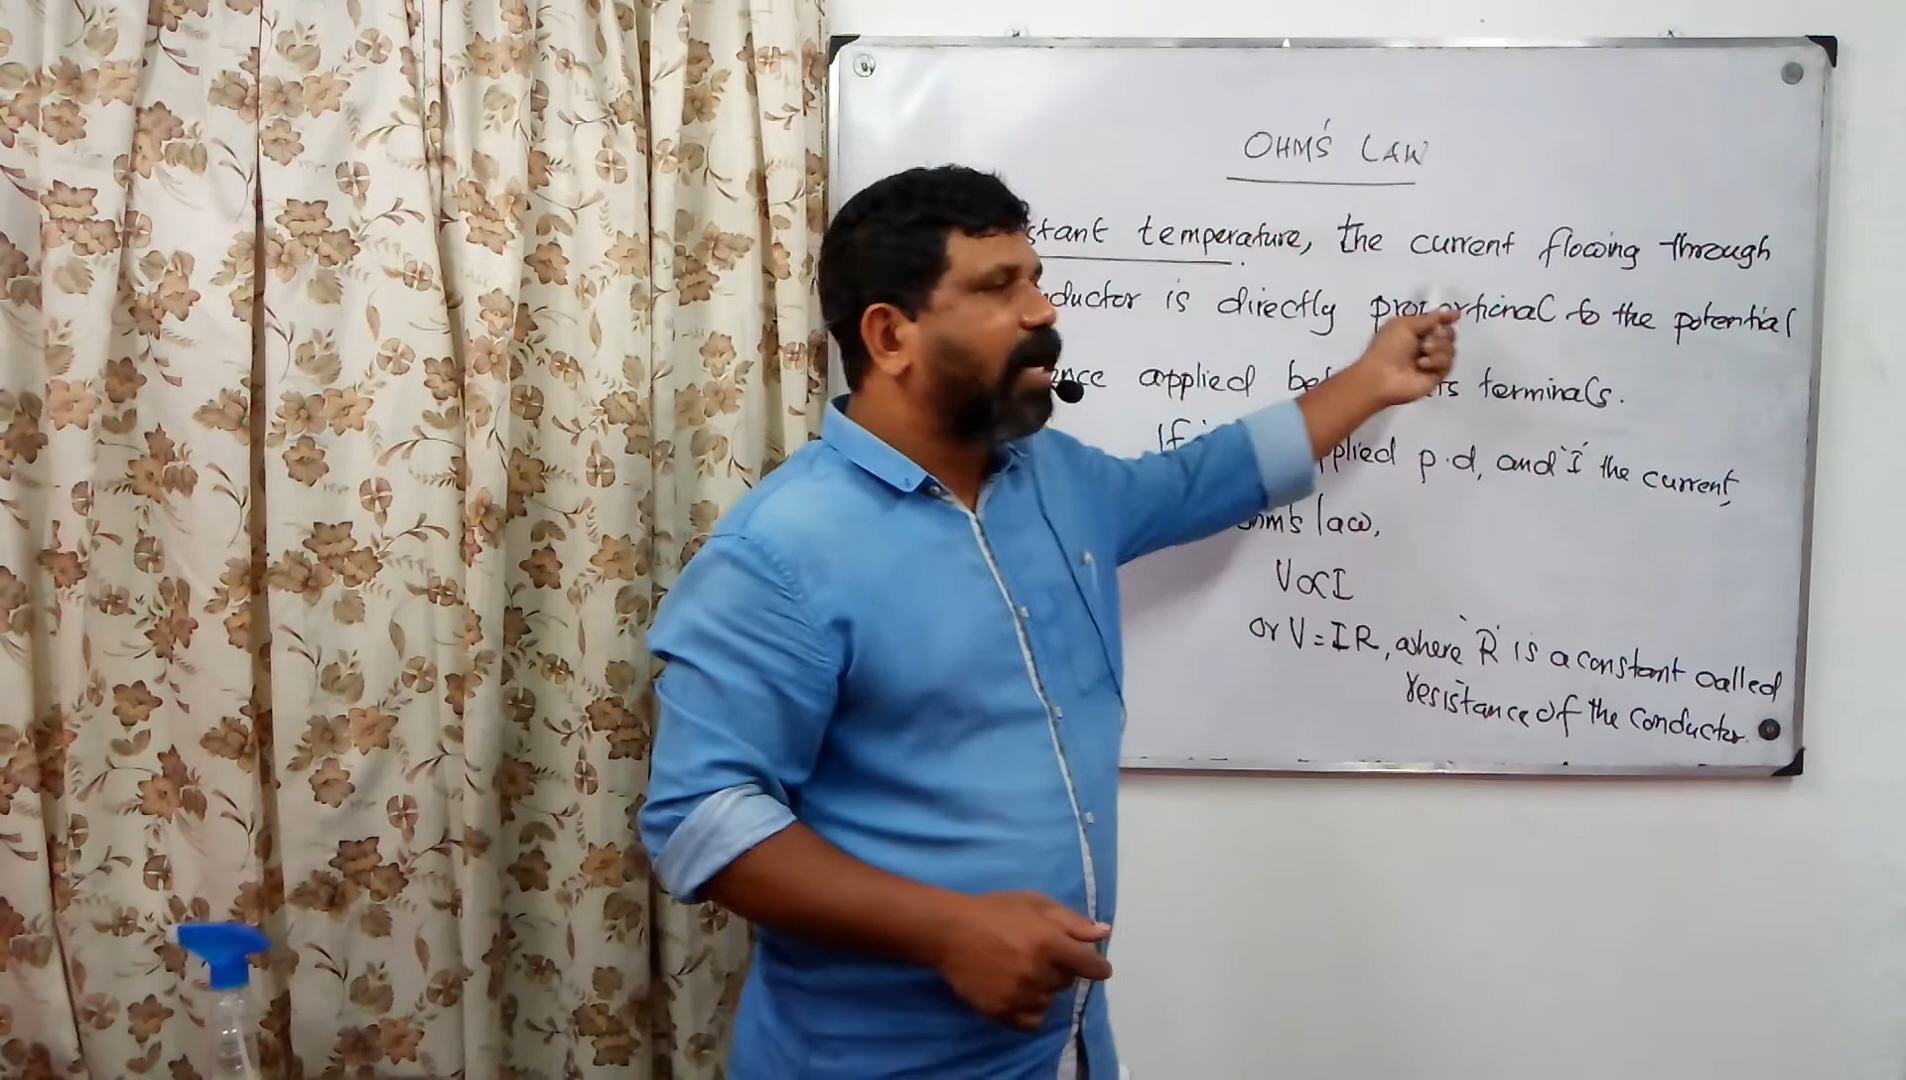 OHM'S LAW
stant temperature, the current flowing through
ductor is directly proportional to the potential
ence applied terminals.
If plied p.d, and 'I' the current,
ohm's law,
V∝I
or V=IR, where 'R' is a constant called
resistance of the conductor.